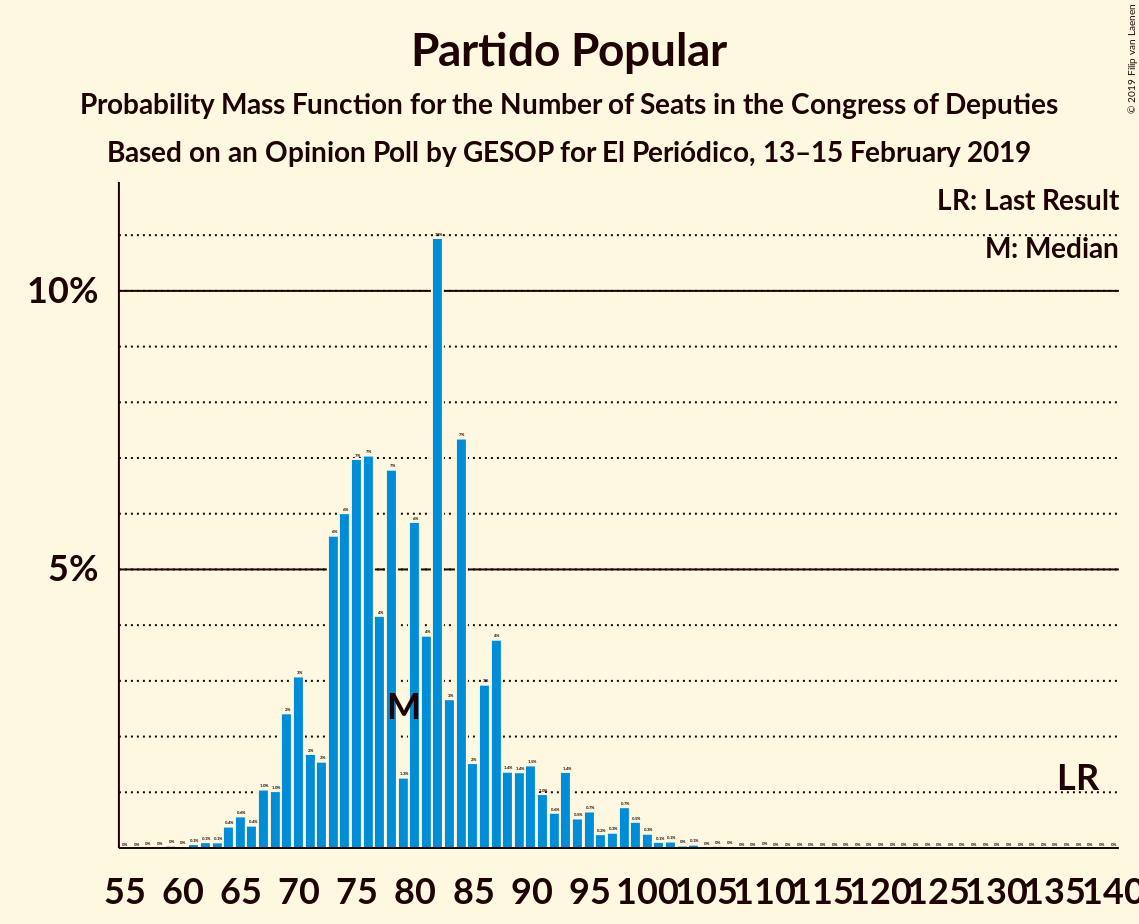 Partido Popular
Probability Mass Function for the Number of Seats in the Congress of Deputies
Based on an Opinion Poll by GESOP for El Periódico, 13–15 February 2019
© 2019 Filip van Laenen
LR: Last Result
M: Median
10%
5%
M
LR
55 60 65 70 75 80 85 90 95 100 105 110 115 120 125 130 135 140